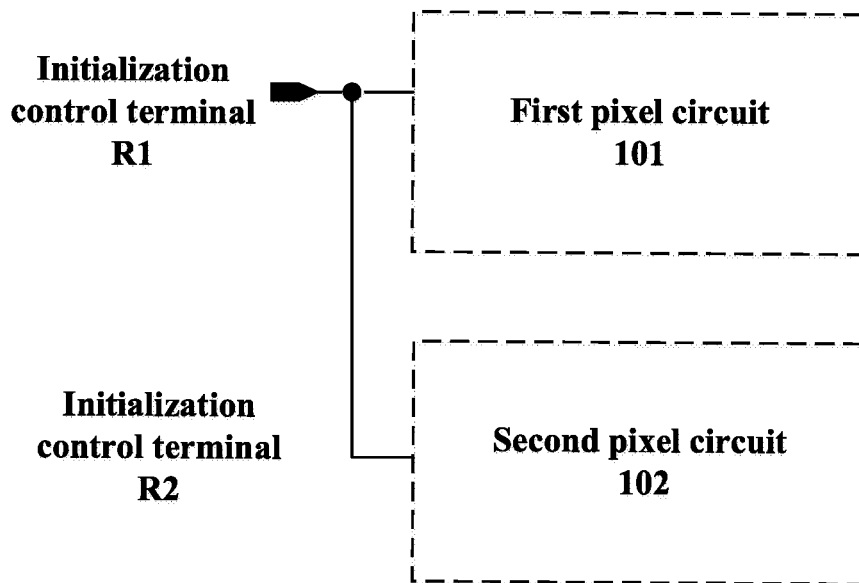 Initialization
control terminal
R1
First pixel circuit
101
Initialization
control terminal
R2
Second pixel circuit
102